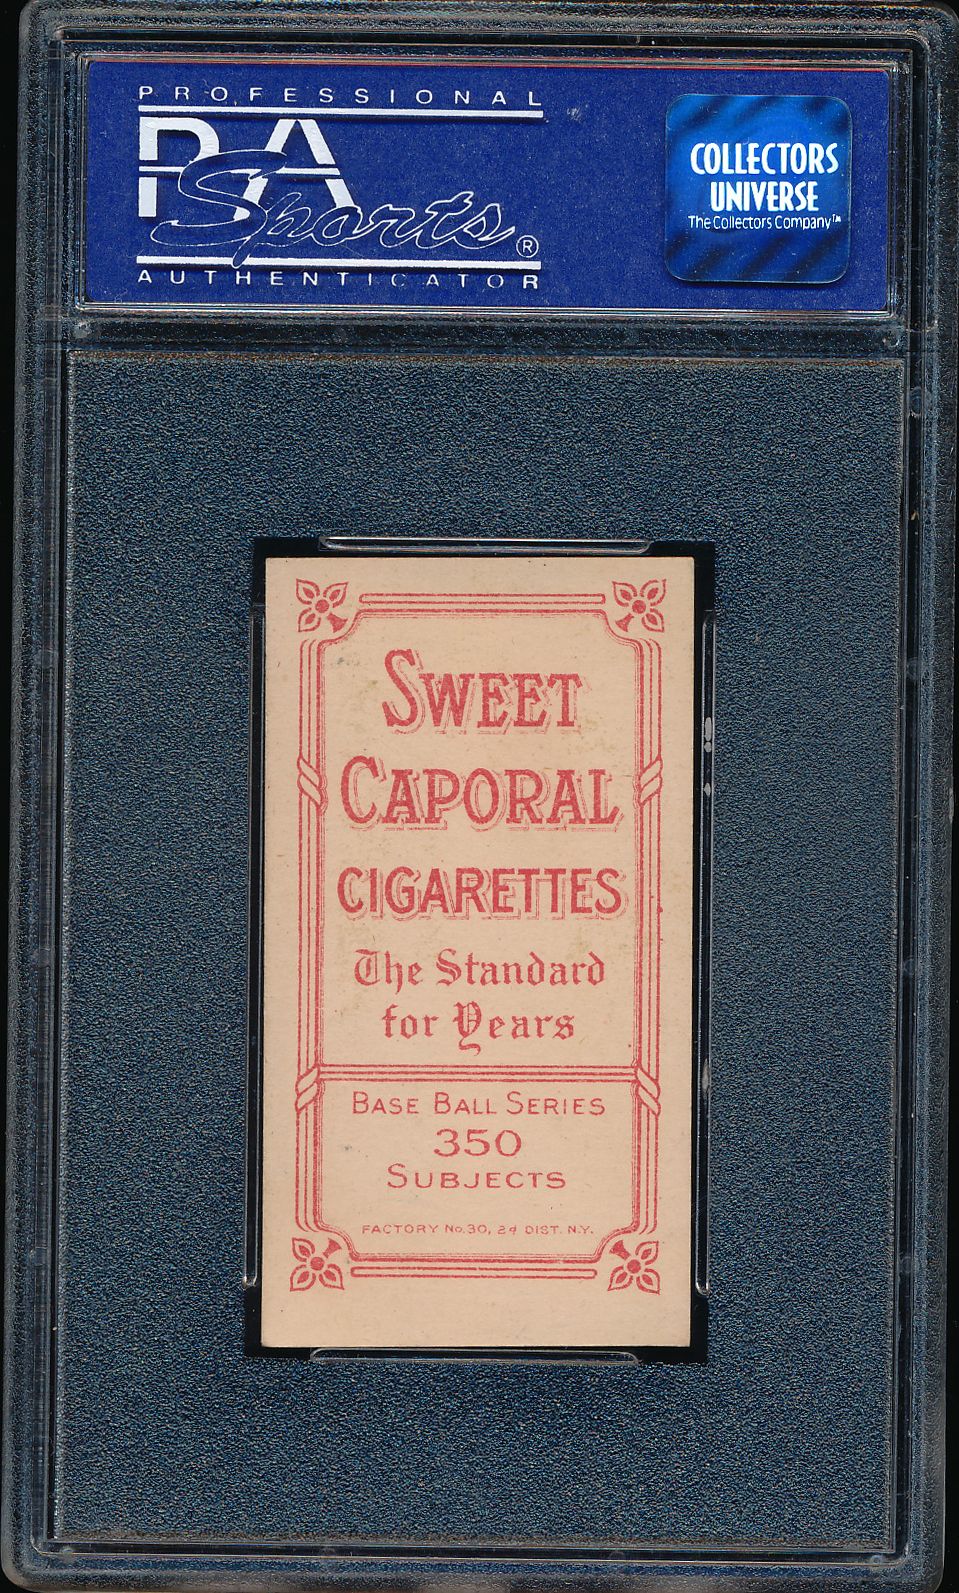 PROFESSIONAL
PSA
Sports®
AUTHENTICATOR
COLLECTORS
UNIVERSE
The Collectors Company™
SWEET
CAPORAL
CIGARETTES
The Standard
for Years
BASE BALL SERIES
350
SUBJECTS
FACTORY No. 30, 2d DIST. N.Y.